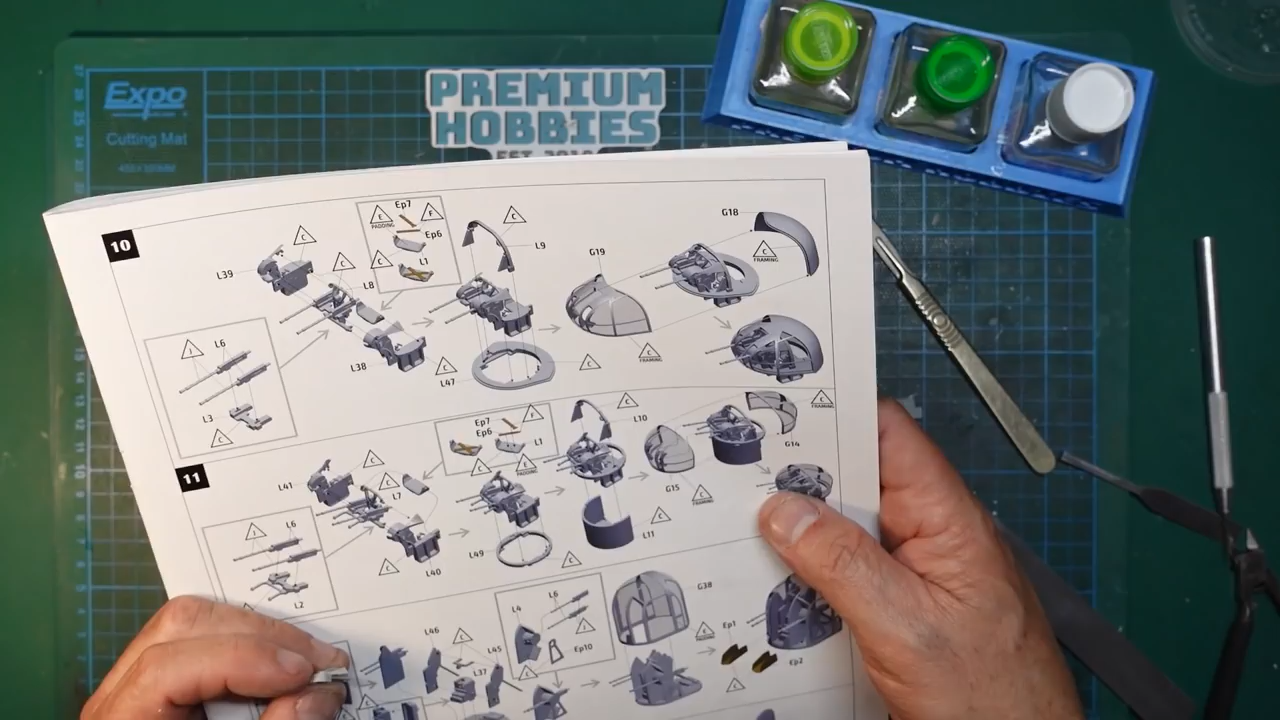 Expo
Cutting Mat
PREMIUM
HOBBIES
10
Ep7
E
F
PADDING
Ep6
L1
C
C
C
L39
L8
C
L9
G19
G18
C
FRAMING
I
L6
L3
C
L38
C
L47
C
C
FRAMING
11
Ep7
Ep6
F
L1
C
E
PADDING
C
L10
C
FRAMING
G14
L41
C
L7
C
G15
C
FRAMING
I
L6
L2
C
L40
L49
C
L11
C
L46
C
L45
L37
L4
L6
I
Ep10
C
G38
C
FRAMING
Ep1
Ep2
C